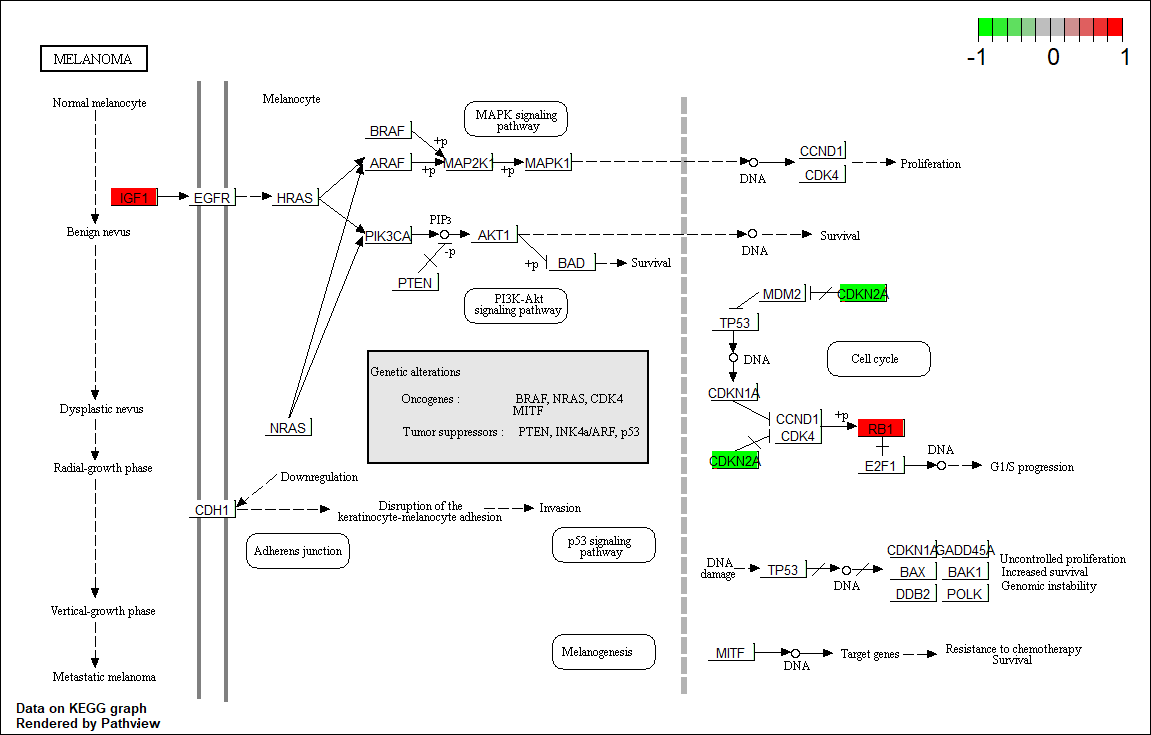 -1 0 1
MELANOMA
Normal melanocyte
Melanocyte
MAPK signaling
pathway
BRAF
+p
ARAF
+p
MAP2K1
+p
MAPK1
DNA
CCND1
CDK4
Proliferation
IGF1
EGFR
HRAS
Benign nevus
PIK3CA
PIP3
-p
AKT1
PTEN
+p
BAD
Survival
DNA
Survival
PI3K-Akt
signaling pathway
MDM2
CDKN2A
TP53
DNA
Cell cycle
CDKN1A
CCND1
CDK4
+p
RB1
CDKN2A
E2F1
DNA
G1/S progression
Genetic alterations
Oncogenes : BRAF, NRAS, CDK4
MITF
Tumor suppressors : PTEN, INK4a/ARF, p53
Dysplastic nevus
NRAS
Radial-growth phase
Downregulation
CDH1
Disruption of the
keratinocyte-melanocyte adhesion
Invasion
Adherens junction
p53 signaling
pathway
DNA
damage
TP53
DNA
CDKN1A
GADD45A
BAX
BAK1
DDB2
POLK
Uncontrolled proliferation
Increased survival
Genomic instability
Vertical-growth phase
Melanogenesis
MITF
DNA
Target genes
Resistance to chemotherapy
Survival
Metastatic melanoma
Data on KEGG graph
Rendered by Pathview